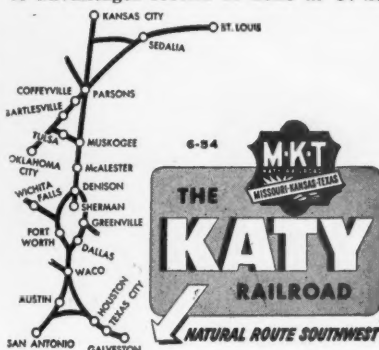 KANSAS CITY
ST. LOUIS
SEDALIA
COFFEYVILLE
PARSONS
BARTLESVILLE
TULSA
MUSKOGEE
OKLAHOMA
CITY
McALESTER
WICHITA
FALLS
DENISON
SHERMAN
GREENVILLE
FORT
WORTH
DALLAS
WACO
AUSTIN
HOUSTON
TEXAS CITY
SAN ANTONIO
GALVESTON
6-54
M·K·T
MISSOURI-KANSAS-TEXAS
THE
KATY
RAILROAD
NATURAL ROUTE SOUTHWEST